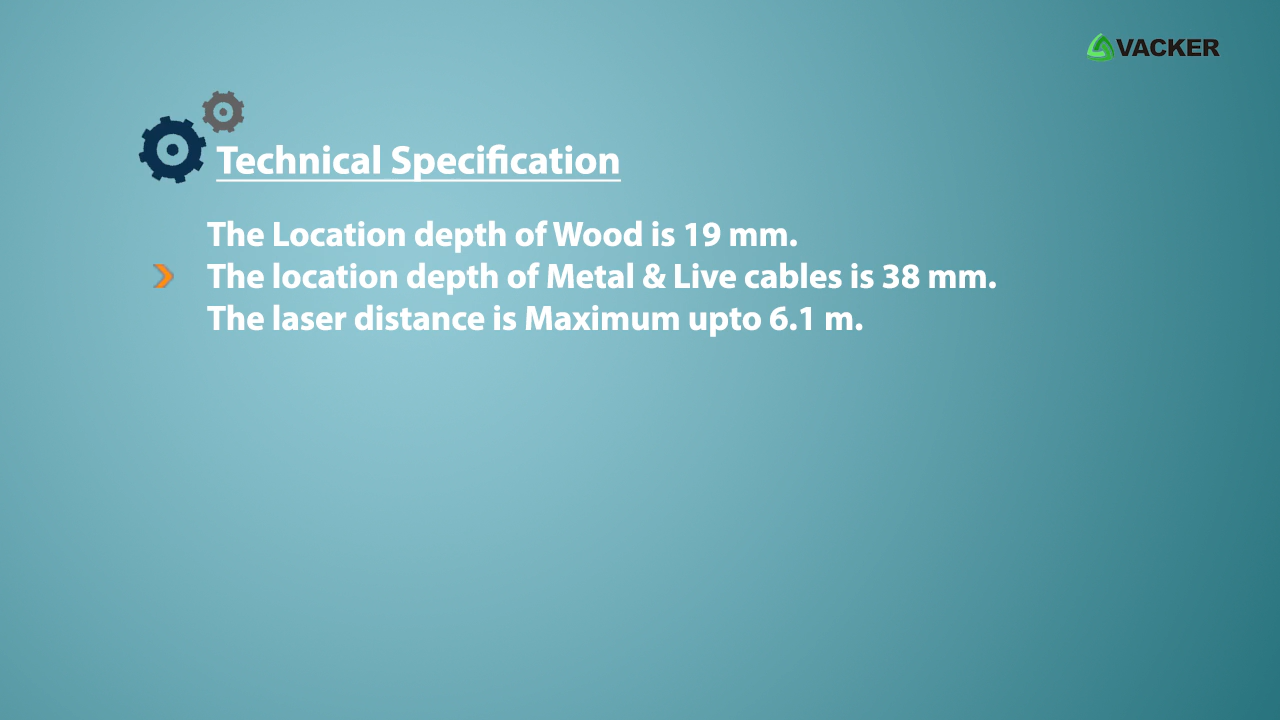 VACKER
Technical Specification
The Location depth of Wood is 19 mm.
The location depth of Metal & Live cables is 38 mm.
The laser distance is Maximum upto 6.1 m.